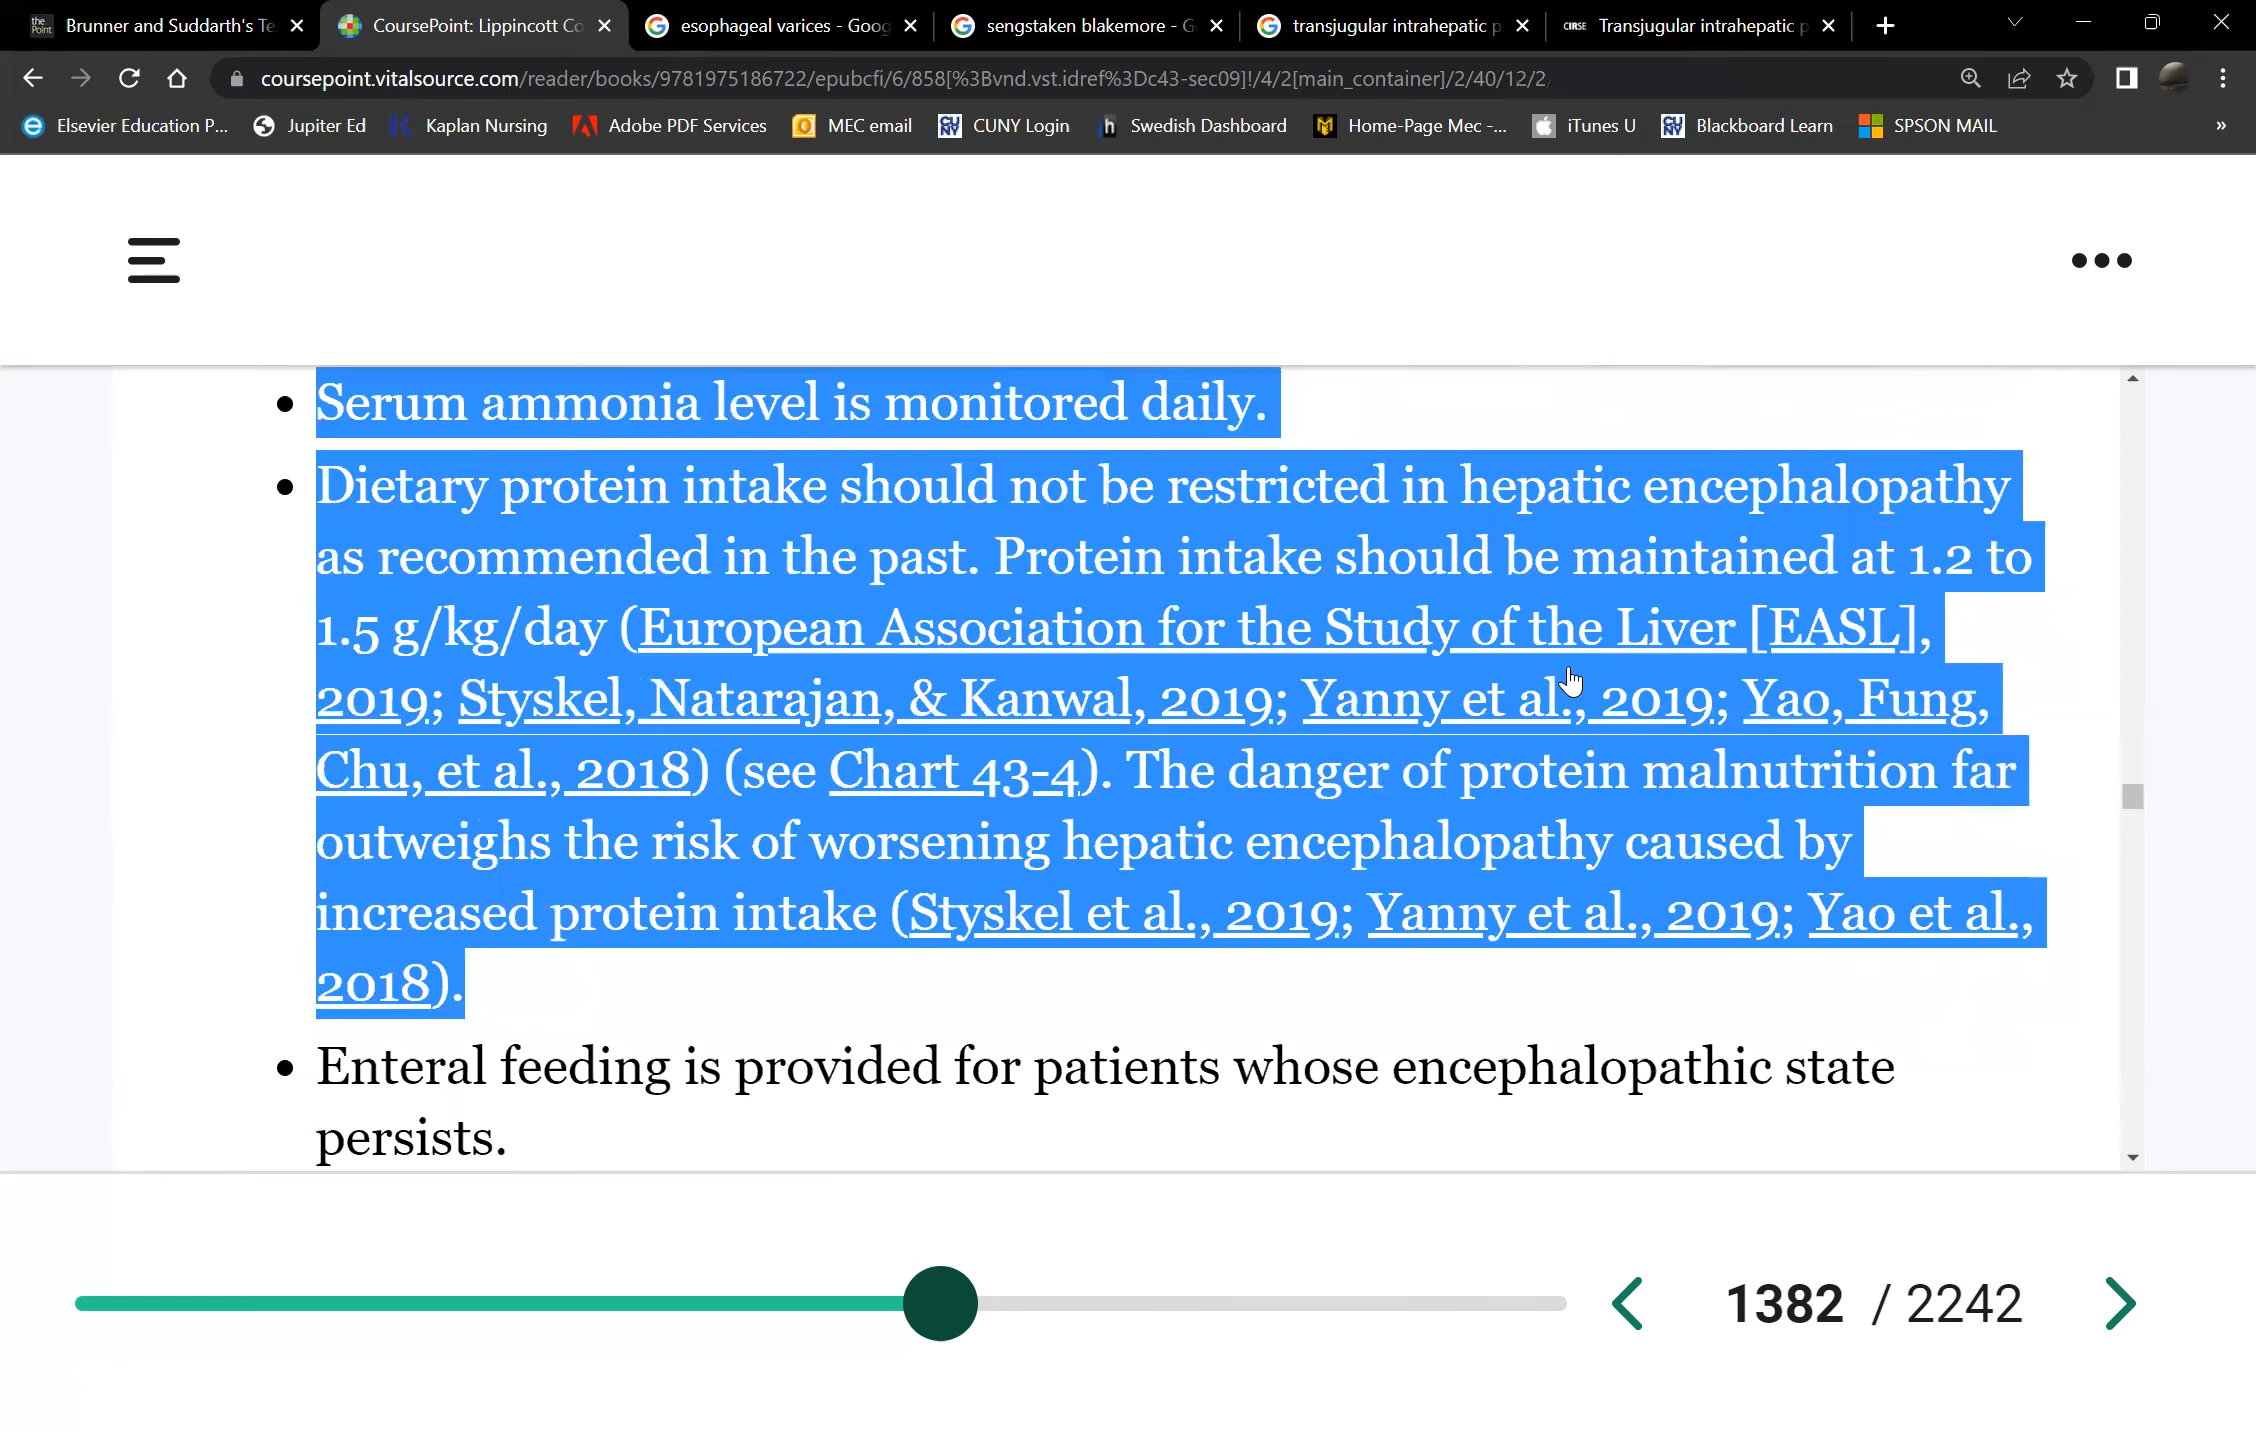 the Point Brunner and Suddarth's Te
CoursePoint: Lippincott Co
esophageal varices - Goog
sengstaken blakemore - G
transjugular intrahepatic p
CIRSE Transjugular intrahepatic p
coursepoint.vitalsource.com/reader/books/9781975186722/epubcfi/6/858[%3Bvnd.vst.idref%3Dc43-sec09]!/4/2[main_container]/2/40/12/2
Elsevier Education P...
Jupiter Ed
Kaplan Nursing
Adobe PDF Services
MEC email
CUNY Login
Swedish Dashboard
Home-Page Mec -...
iTunes U
Blackboard Learn
SPSON MAIL
»
• Serum ammonia level is monitored daily.
• Dietary protein intake should not be restricted in hepatic encephalopathy
as recommended in the past. Protein intake should be maintained at 1.2 to
1.5 g/kg/day (European Association for the Study of the Liver [EASL],
2019; Styskel, Natarajan, & Kanwal, 2019; Yanny et al., 2019; Yao, Fung,
Chu, et al., 2018) (see Chart 43-4). The danger of protein malnutrition far
outweighs the risk of worsening hepatic encephalopathy caused by
increased protein intake (Styskel et al., 2019; Yanny et al., 2019; Yao et al.,
2018).
• Enteral feeding is provided for patients whose encephalopathic state
persists.
1382 / 2242